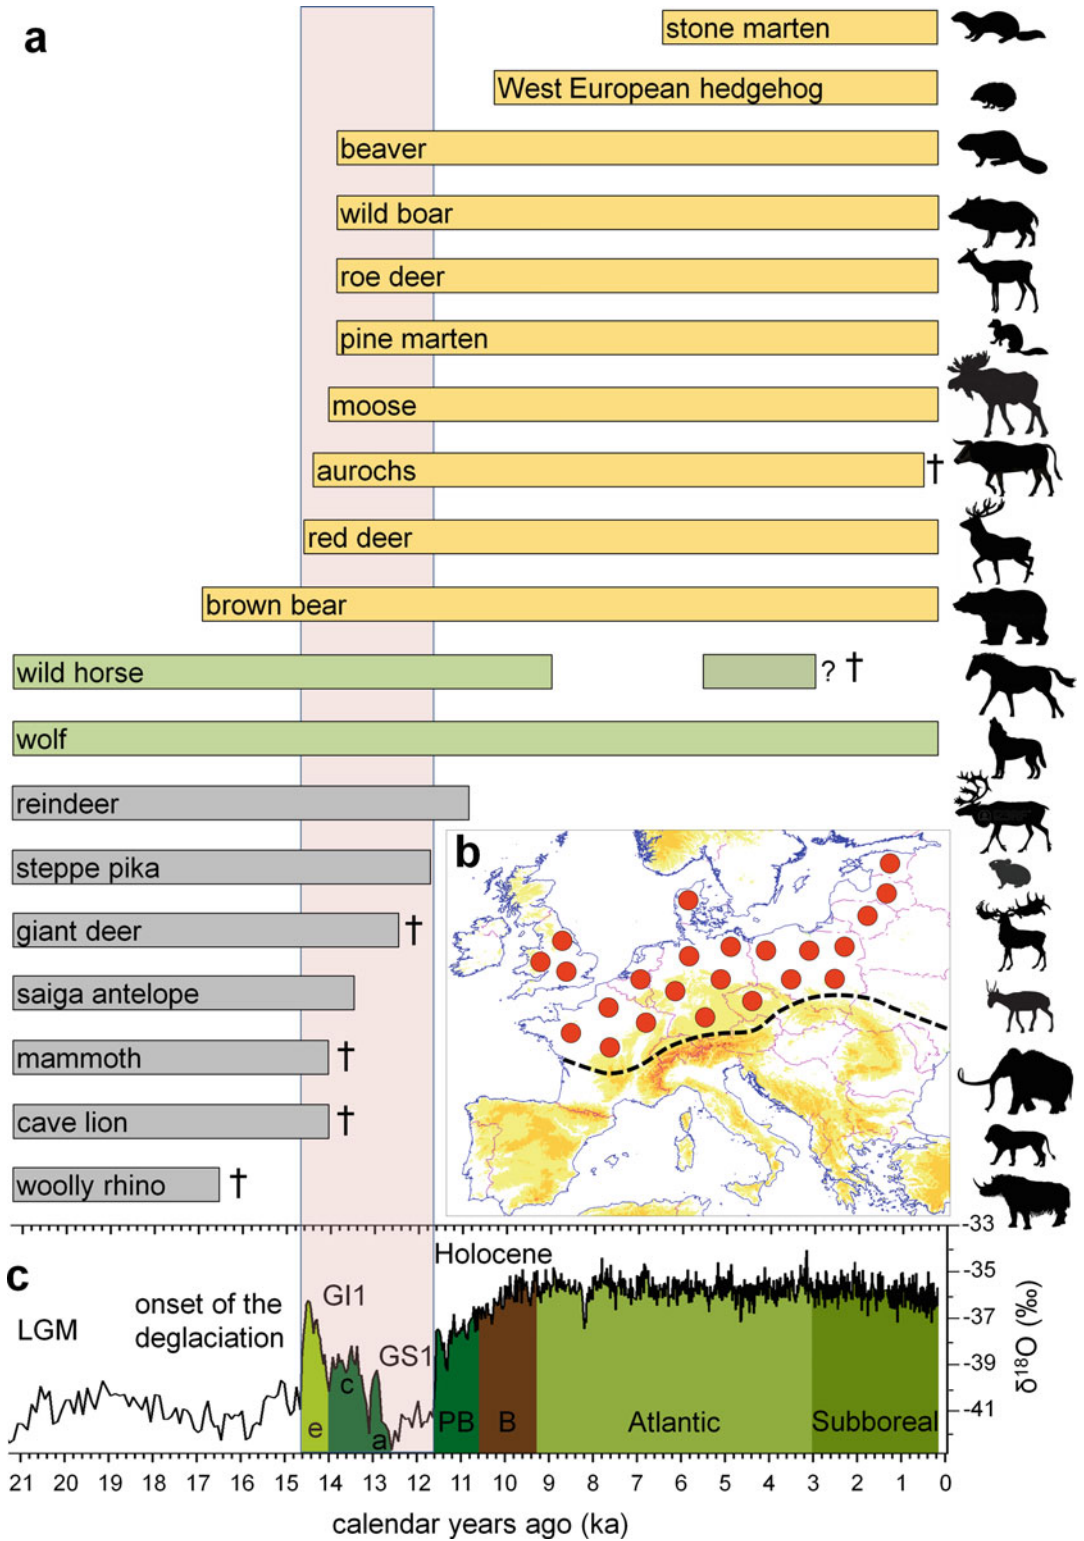 a
stone marten
West European hedgehog
beaver
wild boar
roe deer
pine marten
moose
aurochs †
red deer
brown bear
wild horse ? †
wolf
reindeer
b
steppe pika
giant deer †
saiga antelope
mammoth †
cave lion †
woolly rhino †
-33
-35
-37
-39
-41
δ18O (‰)
c
Holocene
LGM
onset of the
deglaciation
GI1
GS1
e
c
a
PB
B
Atlantic
Subboreal
21 20 19 18 17 16 15 14 13 12 11 10 9 8 7 6 5 4 3 2 1 0
calendar years ago (ka)